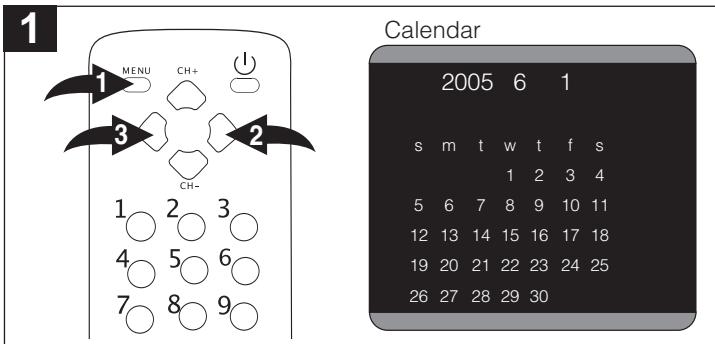 1
Calendar
MENU
CH+
1
3
2
CH-
1 2 3
4 5 6
7 8 9
2005 6 1
s m t w t f s
1 2 3 4
5 6 7 8 9 10 11
12 13 14 15 16 17 18
19 20 21 22 23 24 25
26 27 28 29 30